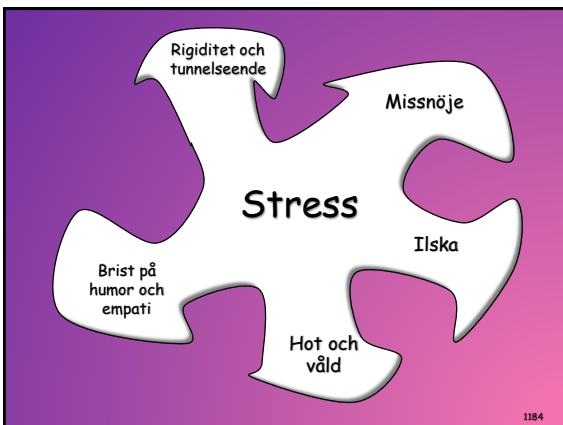 Rigiditet och
tunnelseende
Missnöje
Stress
Ilska
Brist på
humor och
empati
Hot och
våld
1184